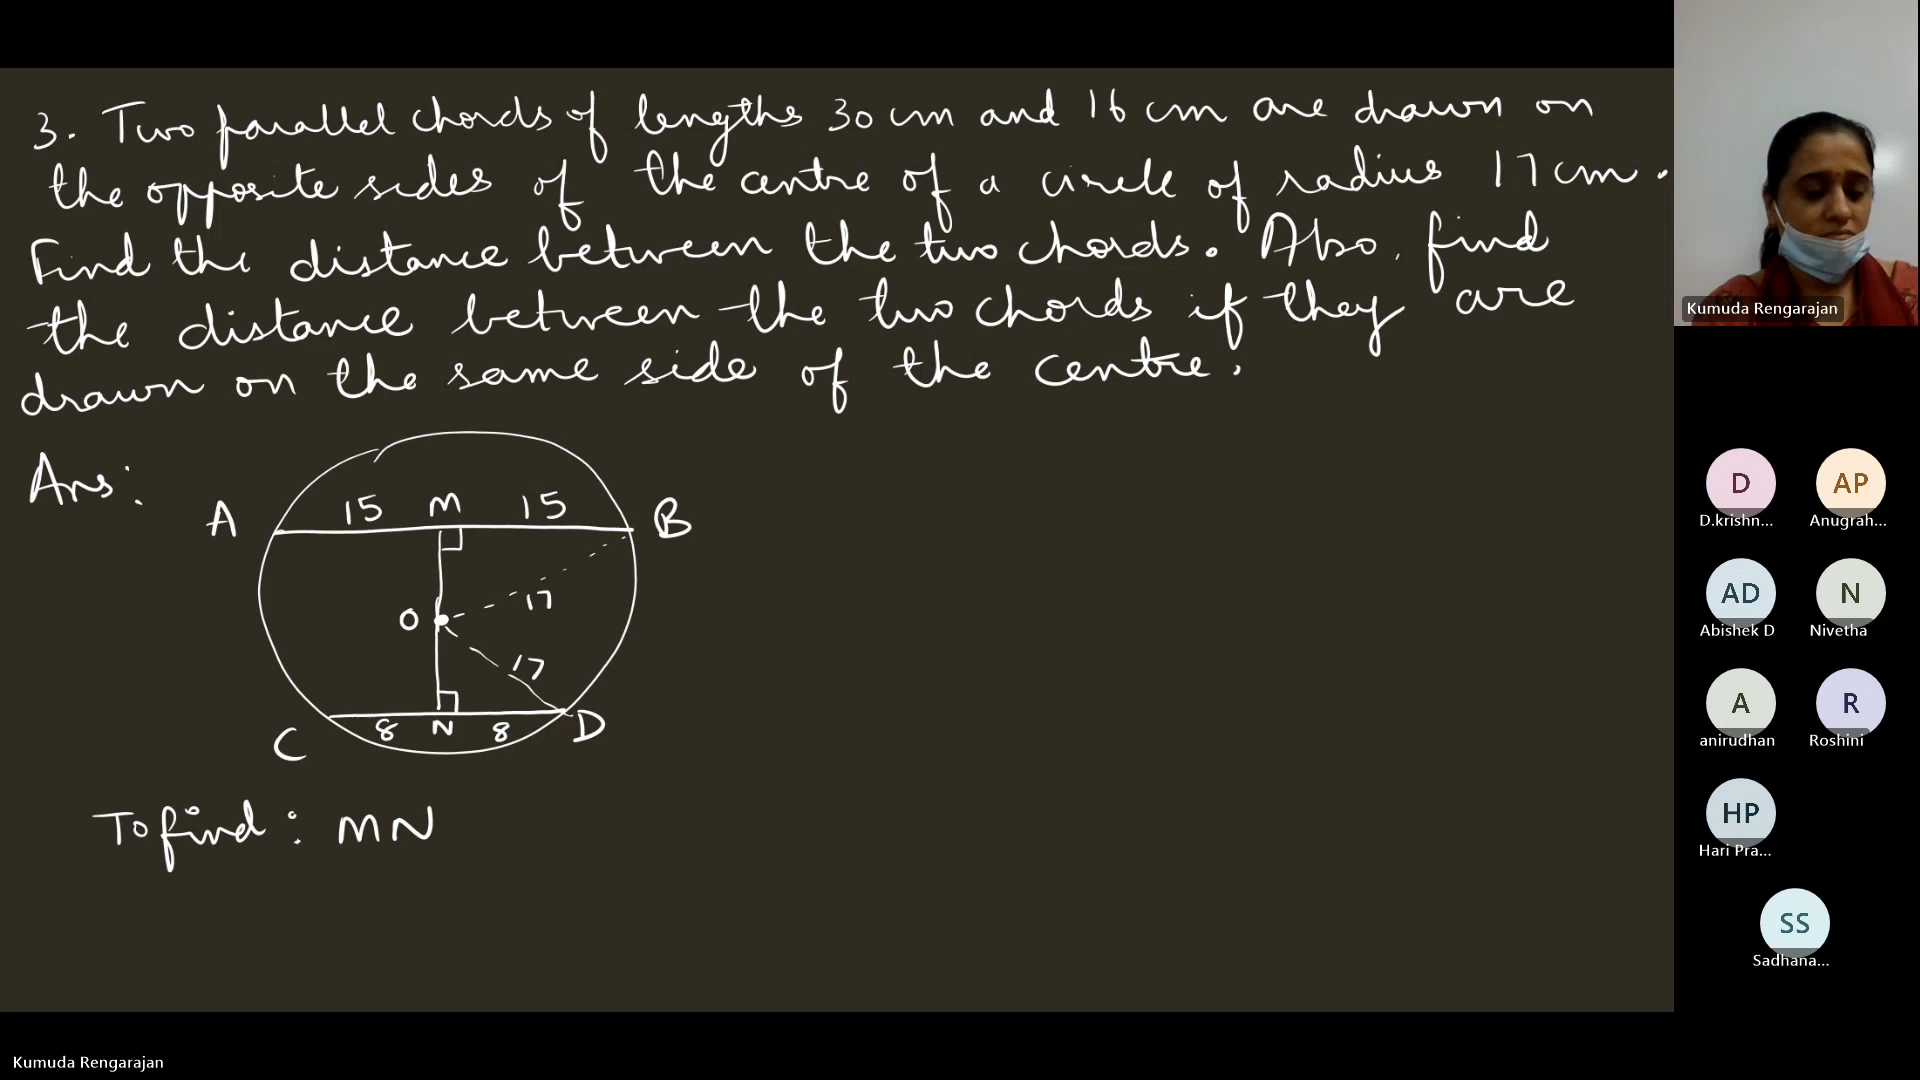 3. Two parallel chords of lengths 30 cm and 16 cm are drawn on
the opposite sides of the centre of a circle of radius 17 cm.
Find the distance between the two chords. Also, find
the distance between the two chords if they are
drawn on the same side of the centre.
Ans:
A 15 M 15 B
O 17
17
C 8 N 8 D
To find: MN
Kumuda Rengarajan
D AP
D.krishn... Anugrah...
AD N
Abishek D Nivetha
A R
anirudhan Roshini
HP
Hari Pra...
SS
Sadhana...
Kumuda Rengarajan